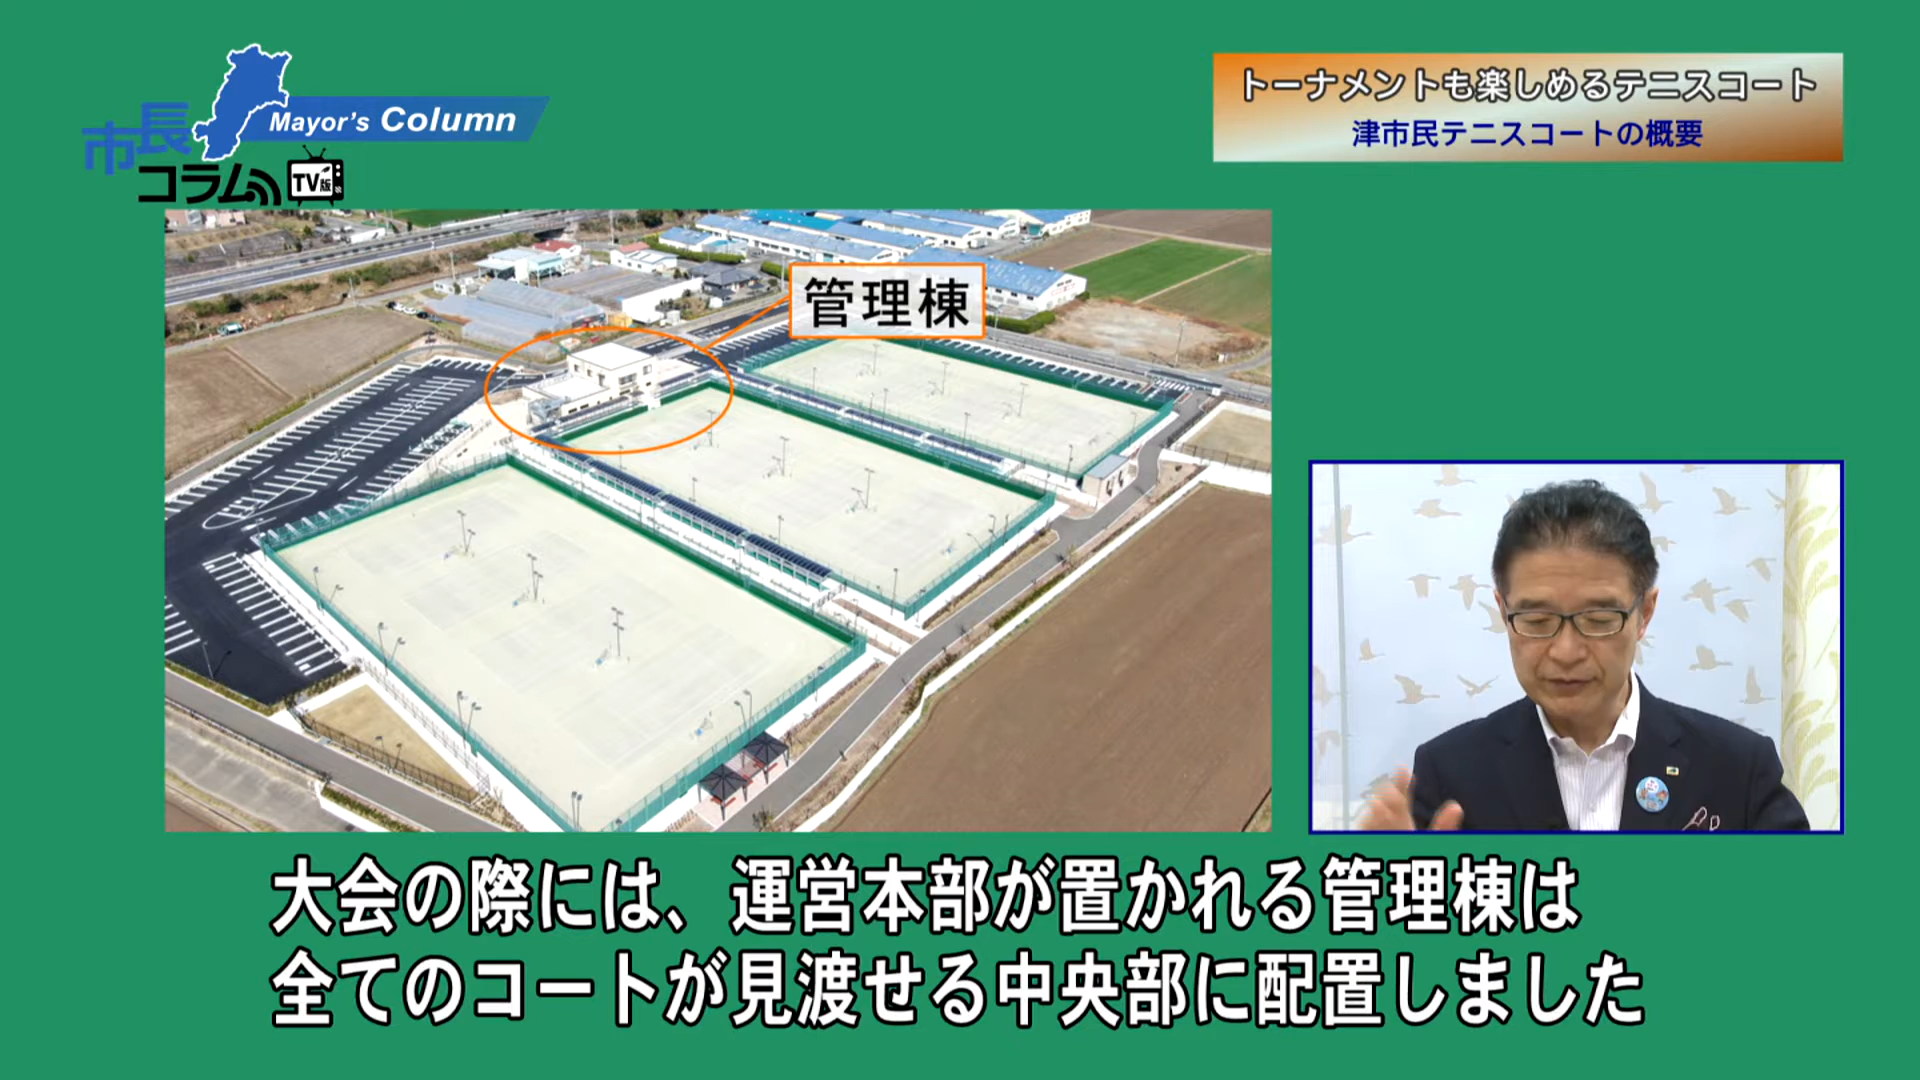 市長
Mayor's Column
コラム
TV版
トーナメントも楽しめるテニスコート
津市民テニスコートの概要
管理棟
大会の際には、運営本部が置かれる管理棟は
全てのコートが見渡せる中央部に配置しました